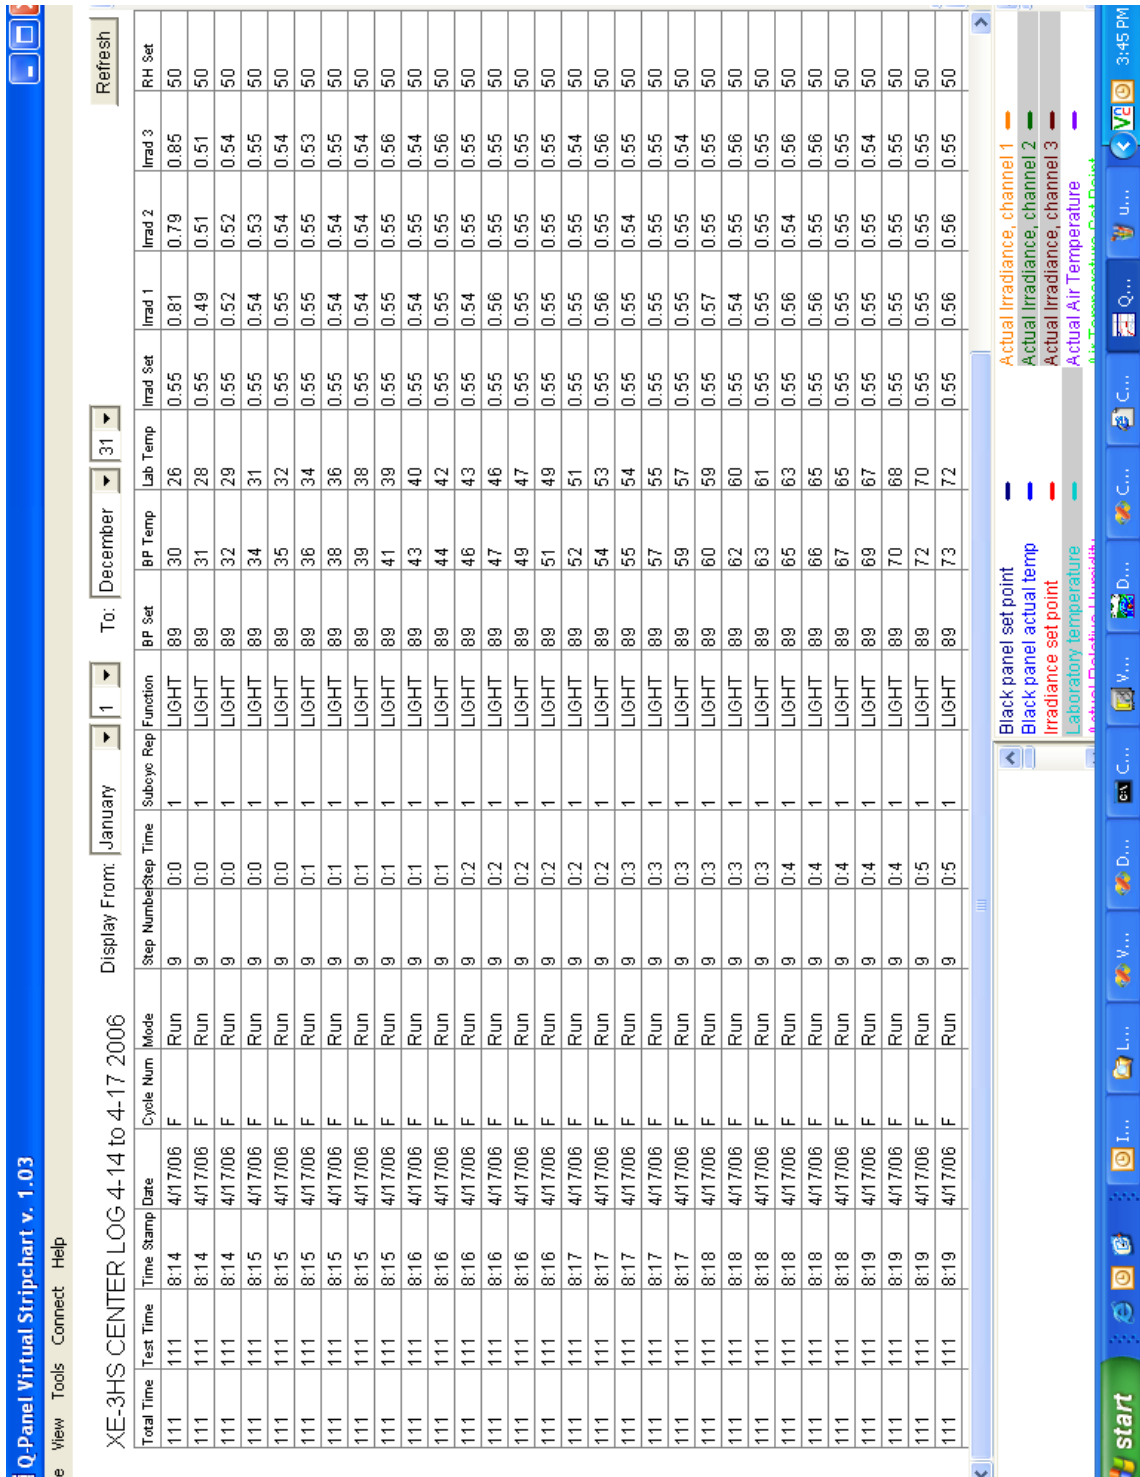 Q-Panel Virtual Stripchart v. 1.03
e View Tools Connect Help
XE-3HS CENTER LOG 4-14 to 4-17 2006 Display From: January 1 To: December 31 Refresh
Total Time Test Time Time Stamp Date Cycle Num Mode Step Number Step Time Subcyc Rep Function BP Set BP Temp Lab Temp Irrad Set Irrad 1 Irrad 2 Irrad 3 RH Set
111 1111 8:14 4/17/06 F Run 9 0:0 1 LIGHT 89 30 26 0.55 0.81 0.79 0.85 50
111 1111 8:14 4/17/06 F Run 9 0:0 1 LIGHT 89 31 28 0.55 0.49 0.51 0.51 50
111 1111 8:14 4/17/06 F Run 9 0:0 1 LIGHT 89 32 29 0.55 0.52 0.52 0.54 50
111 1111 8:15 4/17/06 F Run 9 0:0 1 LIGHT 89 34 31 0.55 0.54 0.53 0.55 50
111 1111 8:15 4/17/06 F Run 9 0:0 1 LIGHT 89 35 32 0.55 0.55 0.54 0.54 50
111 1111 8:15 4/17/06 F Run 9 0:1 1 LIGHT 89 36 34 0.55 0.55 0.55 0.53 50
111 1111 8:15 4/17/06 F Run 9 0:1 1 LIGHT 89 38 36 0.55 0.54 0.54 0.55 50
111 1111 8:15 4/17/06 F Run 9 0:1 1 LIGHT 89 39 38 0.55 0.54 0.54 0.54 50
111 1111 8:16 4/17/06 F Run 9 0:1 1 LIGHT 89 41 39 0.55 0.55 0.55 0.56 50
111 1111 8:16 4/17/06 F Run 9 0:1 1 LIGHT 89 43 40 0.55 0.54 0.55 0.54 50
111 1111 8:16 4/17/06 F Run 9 0:1 1 LIGHT 89 44 42 0.55 0.55 0.55 0.56 50
111 1111 8:16 4/17/06 F Run 9 0:2 1 LIGHT 89 46 43 0.55 0.54 0.55 0.55 50
111 1111 8:16 4/17/06 F Run 9 0:2 1 LIGHT 89 47 46 0.55 0.56 0.55 0.55 50
111 1111 8:16 4/17/06 F Run 9 0:2 1 LIGHT 89 49 47 0.55 0.55 0.55 0.55 50
111 1111 8:16 4/17/06 F Run 9 0:2 1 LIGHT 89 51 49 0.55 0.55 0.55 0.55 50
111 1111 8:17 4/17/06 F Run 9 0:2 1 LIGHT 89 52 51 0.55 0.55 0.55 0.54 50
111 1111 8:17 4/17/06 F Run 9 0:2 1 LIGHT 89 54 53 0.55 0.56 0.55 0.56 50
111 1111 8:17 4/17/06 F Run 9 0:3 1 LIGHT 89 55 54 0.55 0.55 0.54 0.55 50
111 1111 8:17 4/17/06 F Run 9 0:3 1 LIGHT 89 57 55 0.55 0.55 0.55 0.55 50
111 1111 8:17 4/17/06 F Run 9 0:3 1 LIGHT 89 59 57 0.55 0.55 0.55 0.54 50
111 1111 8:18 4/17/06 F Run 9 0:3 1 LIGHT 89 60 59 0.55 0.57 0.55 0.55 50
111 1111 8:18 4/17/06 F Run 9 0:3 1 LIGHT 89 62 60 0.55 0.54 0.55 0.56 50
111 1111 8:18 4/17/06 F Run 9 0:3 1 LIGHT 89 63 61 0.55 0.55 0.55 0.55 50
111 1111 8:18 4/17/06 F Run 9 0:4 1 LIGHT 89 65 63 0.55 0.56 0.54 0.56 50
111 1111 8:18 4/17/06 F Run 9 0:4 1 LIGHT 89 66 65 0.55 0.56 0.55 0.55 50
111 1111 8:18 4/17/06 F Run 9 0:4 1 LIGHT 89 67 65 0.55 0.55 0.55 0.55 50
111 1111 8:19 4/17/06 F Run 9 0:4 1 LIGHT 89 69 67 0.55 0.55 0.55 0.54 50
111 1111 8:19 4/17/06 F Run 9 0:4 1 LIGHT 89 70 68 0.55 0.55 0.55 0.55 50
111 1111 8:19 4/17/06 F Run 9 0:5 1 LIGHT 89 72 70 0.55 0.55 0.55 0.55 50
111 1111 8:19 4/17/06 F Run 9 0:5 1 LIGHT 89 73 72 0.55 0.56 0.56 0.55 50
Black panel set point Actual Irradiance, channel 1
Black panel actual temp Actual Irradiance, channel 2
Irradiance set point Actual Irradiance, channel 3
Laboratory temperature Actual Air Temperature
Actual Relative Humidity Air Temperature Set Point
start I... L... V... D... C... V... D... C... C... Q... u... 3:45 PM